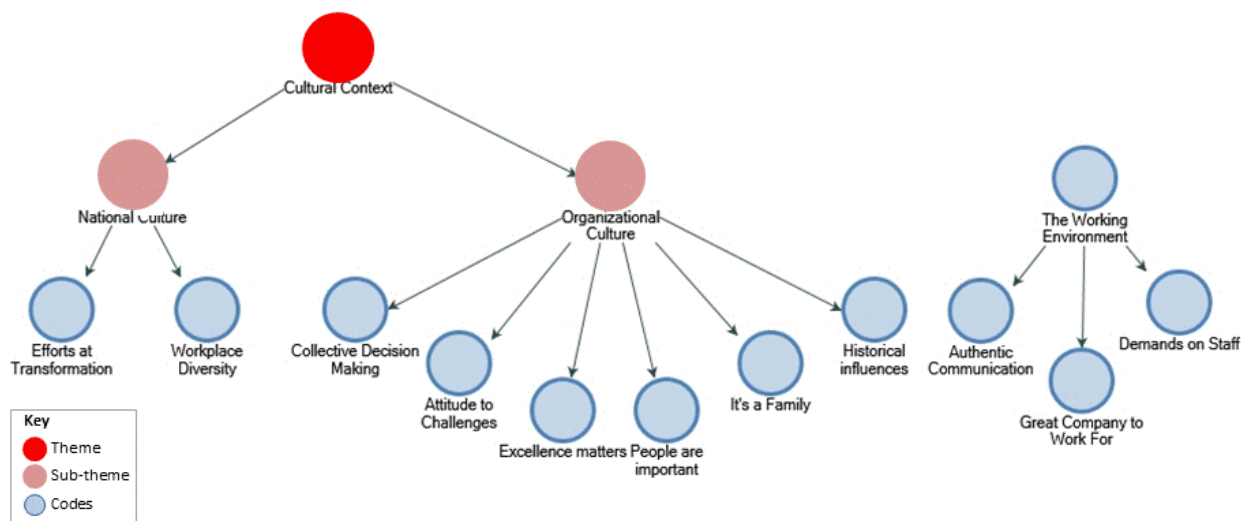 Cultural Context
National Culture
Organizational
Culture
The Working
Environment
Efforts at
Transformation
Workplace
Diversity
Collective Decision
Making
Attitude to
Challenges
Excellence matters
People are
important
It's a Family
Historical
influences
Authentic
Communication
Great Company to
Work For
Demands on Staff
Key
Theme
Sub-theme
Codes